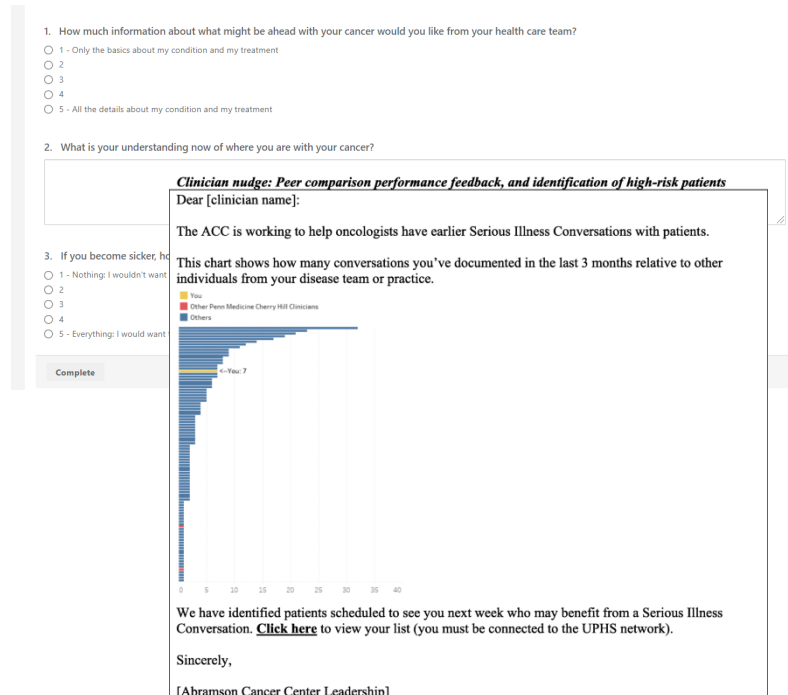 1. How much information about what might be ahead with your cancer would you like from your health care team?
1 - Only the basics about my condition and my treatment
2
3
4
5 - All the details about my condition and my treatment
2. What is your understanding now of where you are with your cancer?
3. If you become sicker,
1 - Nothing: I wouldn't want
2
3
4
5 - Everything: I would want
Complete
Clinician nudge: Peer comparison performance feedback, and identification of high-risk patients
Dear [clinician name]:
The ACC is working to help oncologists have earlier Serious Illness Conversations with patients.
This chart shows how many conversations you've documented in the last 3 months relative to other
individuals from your disease team or practice.
You
Other Penn Medicine Cherry Hill Clinicians
Others
<--You: 7
0 5 10 15 20 25 30 35 40
We have identified patients scheduled to see you next week who may benefit from a Serious Illness
Conversation. Click here to view your list (you must be connected to the UPHS network).
Sincerely,
[Abramson Cancer Center Leadership]